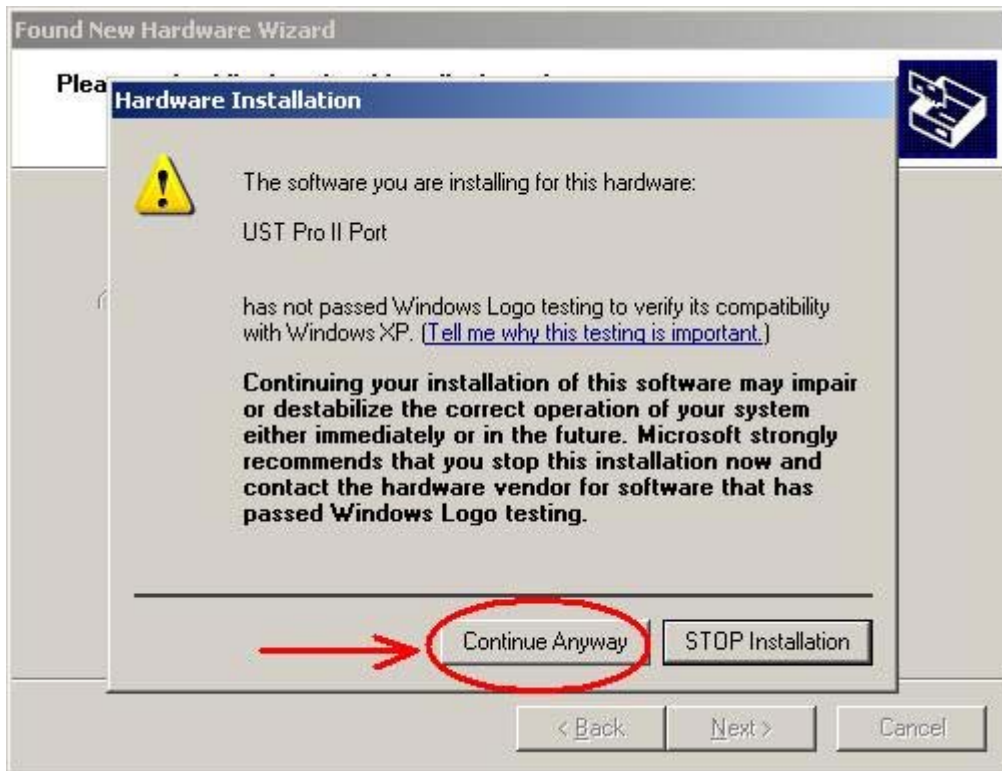 Found New Hardware Wizard
Plea
Hardware Installation
The software you are installing for this hardware:
UST Pro II Port
has not passed Windows Logo testing to verify its compatibility
with Windows XP. (Tell me why this testing is important.)
Continuing your installation of this software may impair
or destabilize the correct operation of your system
either immediately or in the future. Microsoft strongly
recommends that you stop this installation now and
contact the hardware vendor for software that has
passed Windows Logo testing.
Continue Anyway
STOP Installation
< Back
Next >
Cancel